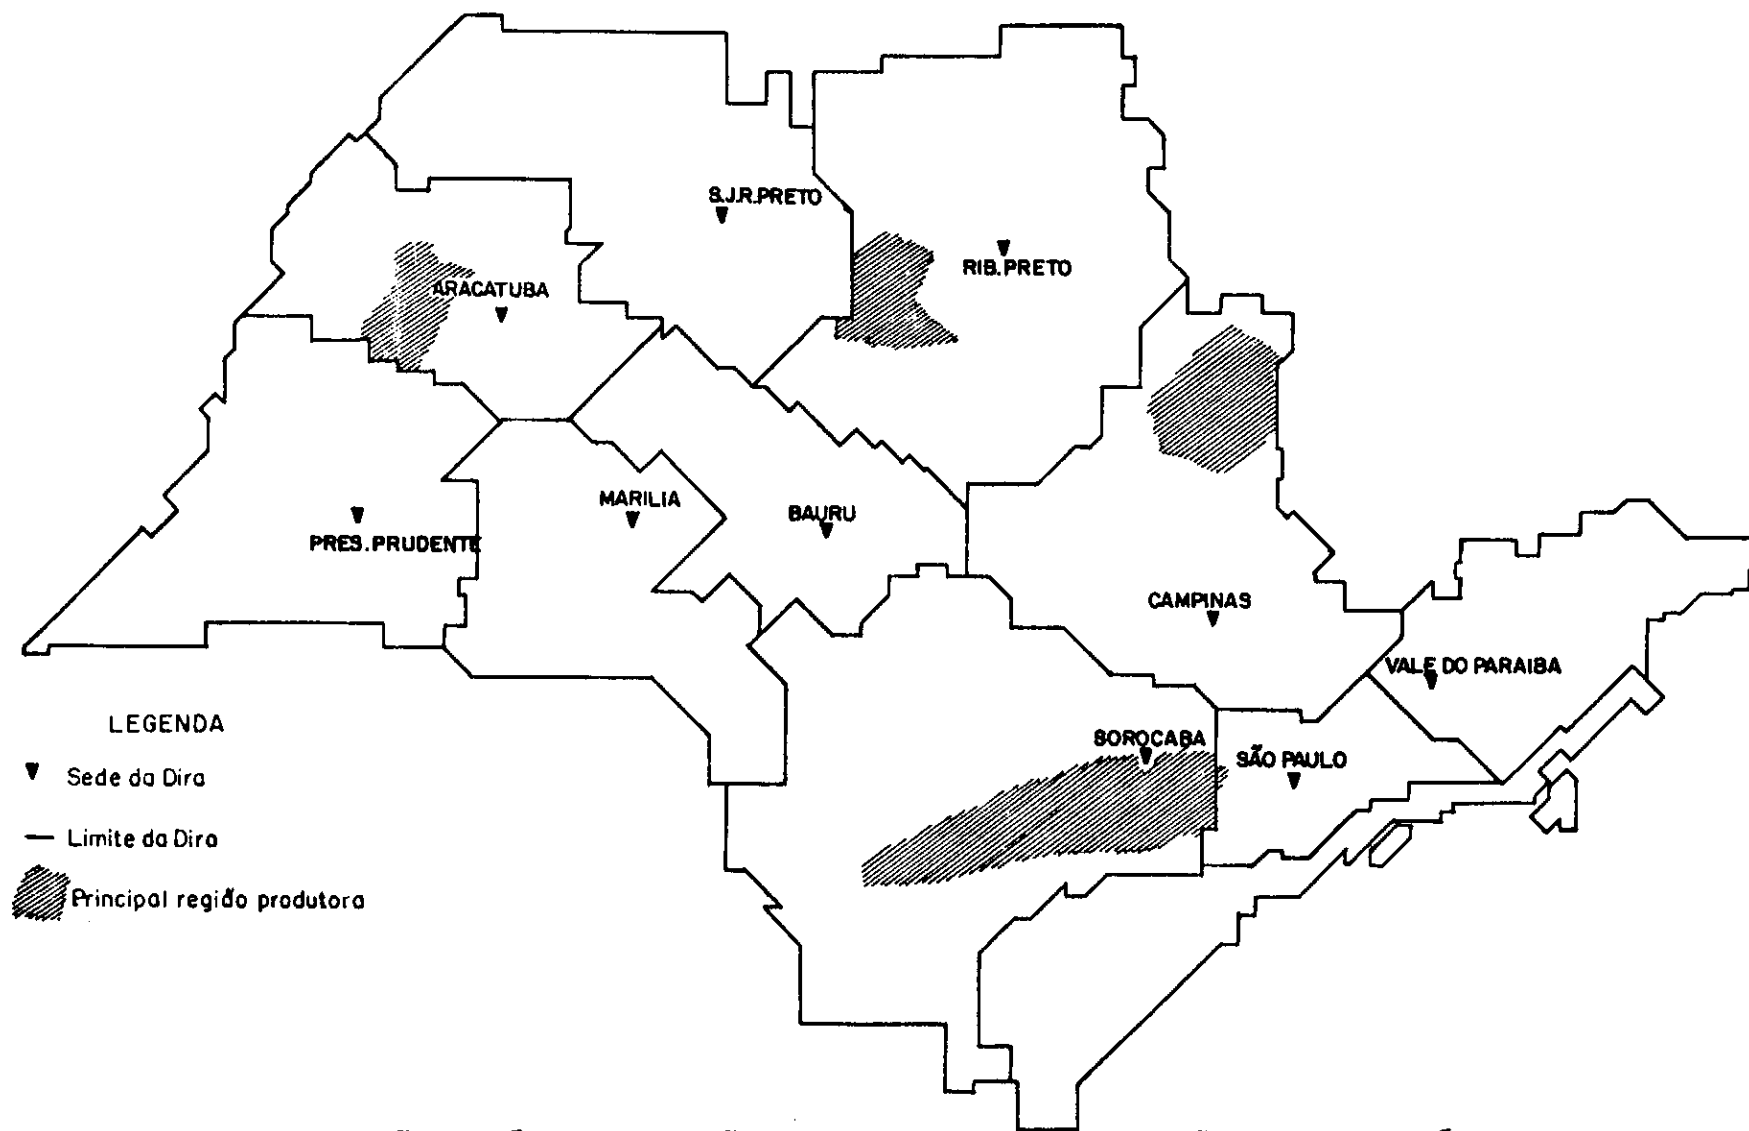 S.J.R.PRETO
RIB. PRETO
ARACATUBA
MARILIA
BAURU
PRES. PRUDENTE
CAMPINAS
VALE DO PARAIBA
SOROCABA
SÃO PAULO
LEGENDA
Sede da Dira
Limite da Dira
Principal região produtora